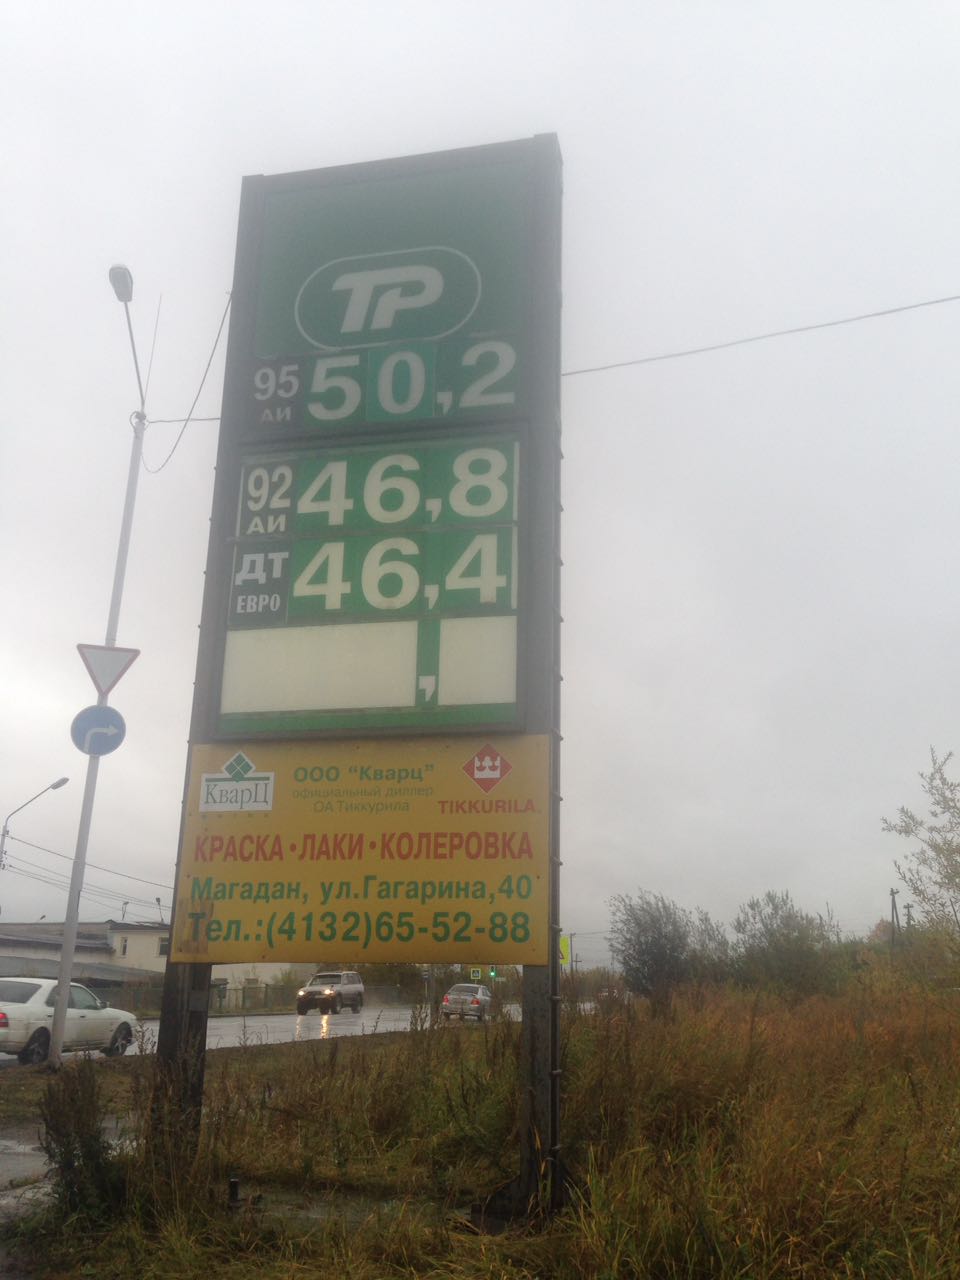 TP
95 АИ 50,2
92 АИ 46,8
ДТ ЕВРО 46,4
,
КварЦ
ООО "Кварц"
официальный диллер
ОА Тиккурила
TIKKURILA
КРАСКА•ЛАКИ•КОЛЕРОВКА
Магадан, ул.Гагарина,40
Тел.:(4132)65-52-88